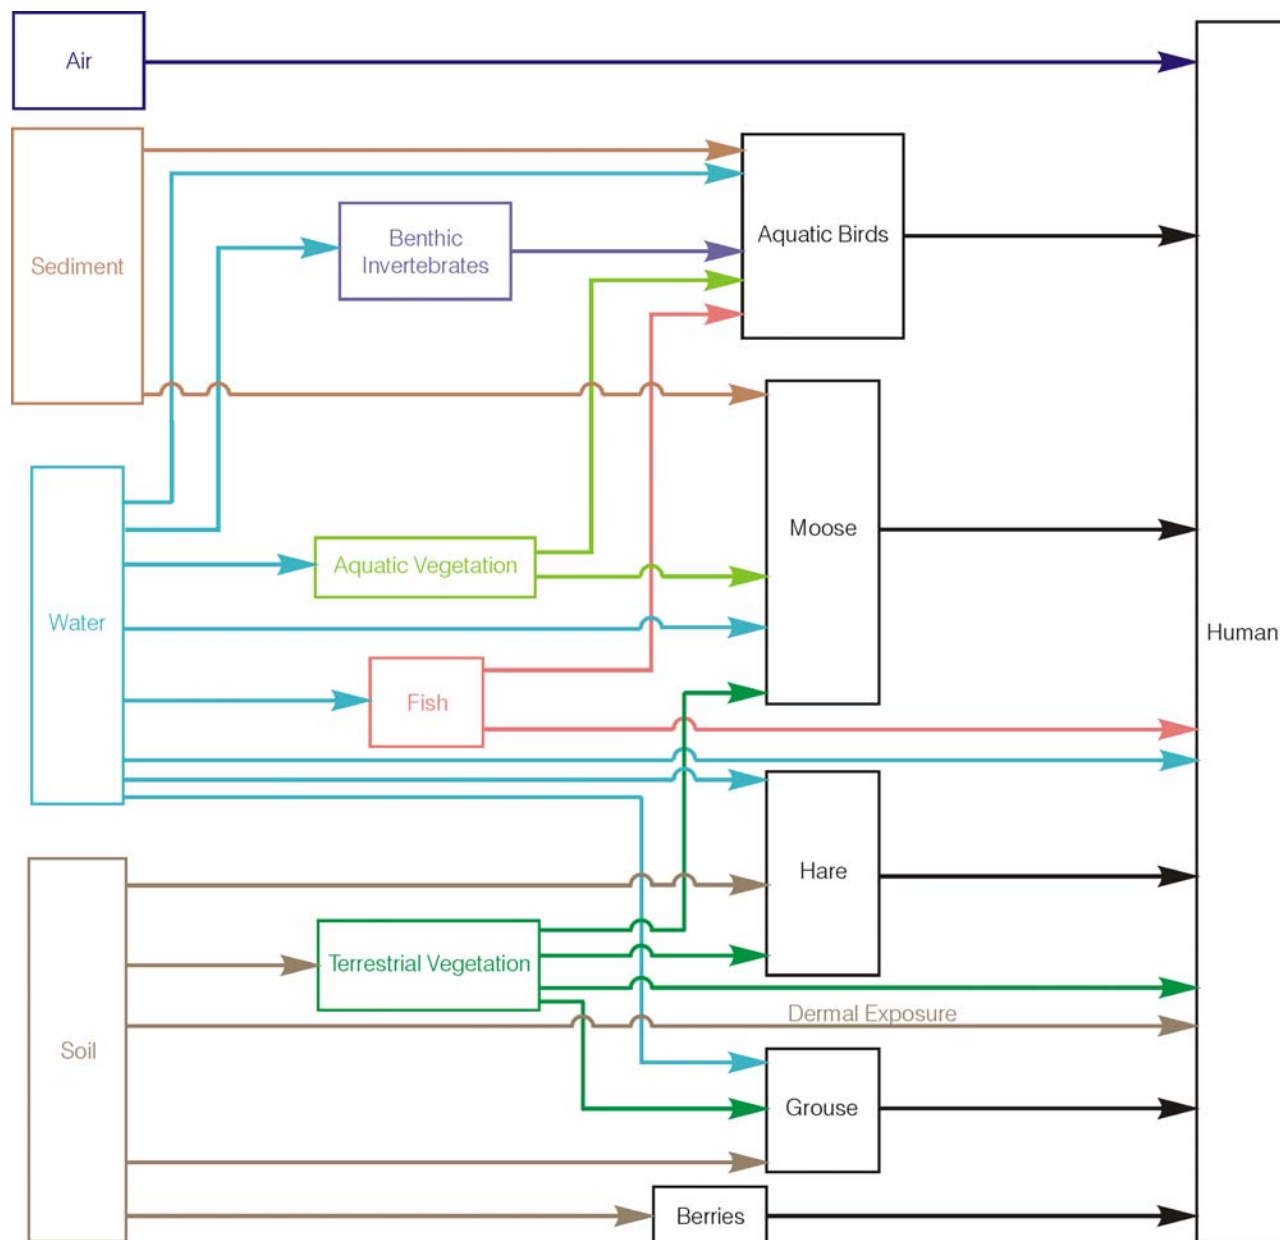 Air
Sediment
Benthic
Invertebrates
Aquatic Birds
Moose
Aquatic Vegetation
Water
Human
Fish
Hare
Terrestrial Vegetation
Dermal Exposure
Soil
Grouse
Berries